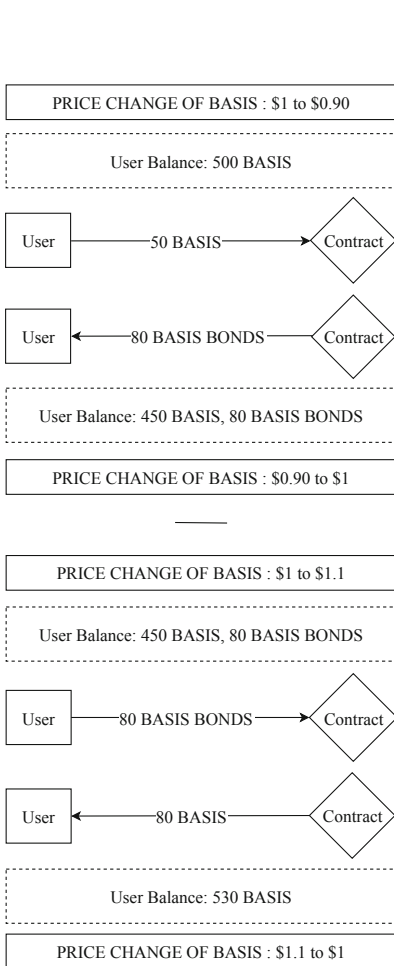 PRICE CHANGE OF BASIS : $1 to $0.90
User Balance: 500 BASIS
User
50 BASIS
Contract
User
80 BASIS BONDS
Contract
User Balance: 450 BASIS, 80 BASIS BONDS
PRICE CHANGE OF BASIS : $0.90 to $1
PRICE CHANGE OF BASIS : $1 to $1.1
User Balance: 450 BASIS, 80 BASIS BONDS
User
80 BASIS BONDS
Contract
User
80 BASIS
Contract
User Balance: 530 BASIS
PRICE CHANGE OF BASIS : $1.1 to $1